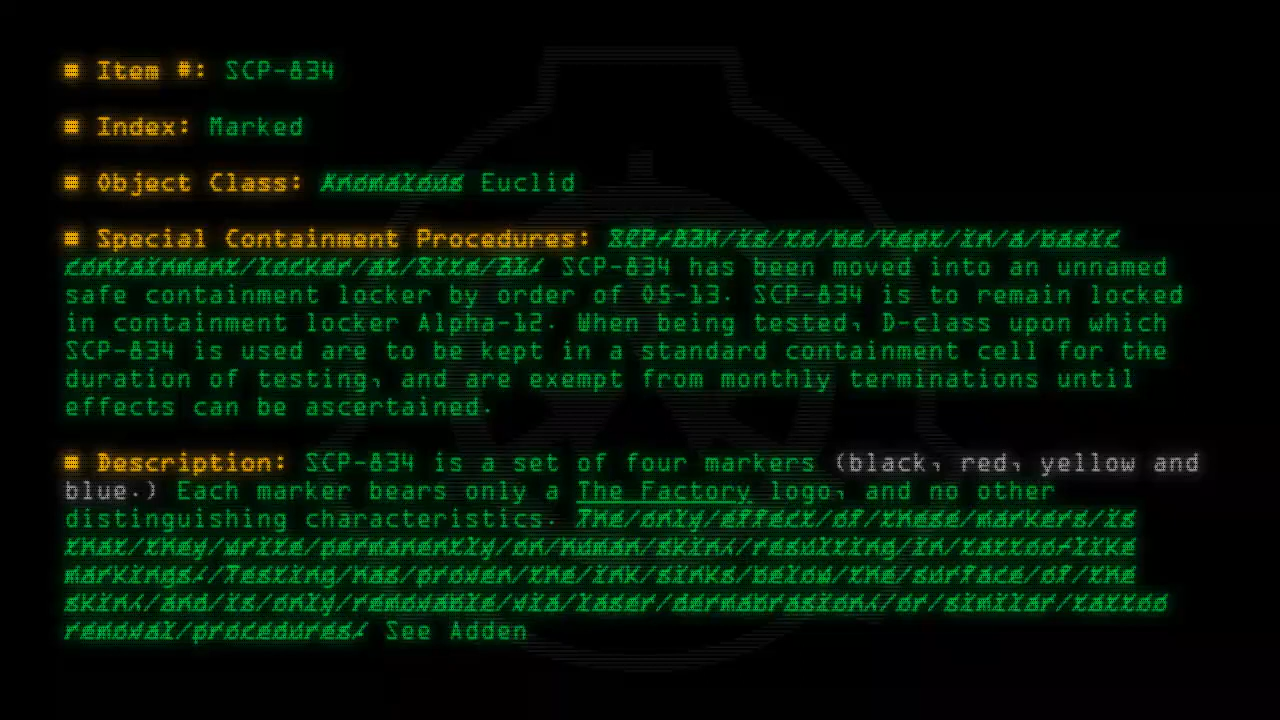 ■ Item #: SCP-834
■ Index: Marked
■ Object Class: Anomalous Euclid
■ Special Containment Procedures: SCP-834/is/to/be/kept/in/a/basic
containment/locker/at/Site/38/ SCP-834 has been moved into an unnamed
safe containment locker by order of O5-13. SCP-834 is to remain locked
in containment locker Alpha-12. When being tested, D-class upon which
SCP-834 is used are to be kept in a standard containment cell for the
duration of testing, and are exempt from monthly terminations until
effects can be ascertained.
■ Description: SCP-834 is a set of four markers (black, red, yellow and
blue.) Each marker bears only a The Factory logo, and no other
distinguishing characteristics. The/only/effect/of/these/markers/is
that/they/write/permanently/on/human/skin,/resulting/in/tattoo-like
markings./Testing/has/proven/the/ink/sinks/below/the/surface/of/the
skin,/and/is/only/removable/via/laser/dermabrasion,/or/similar/tattoo
removal/procedures/ See Adden